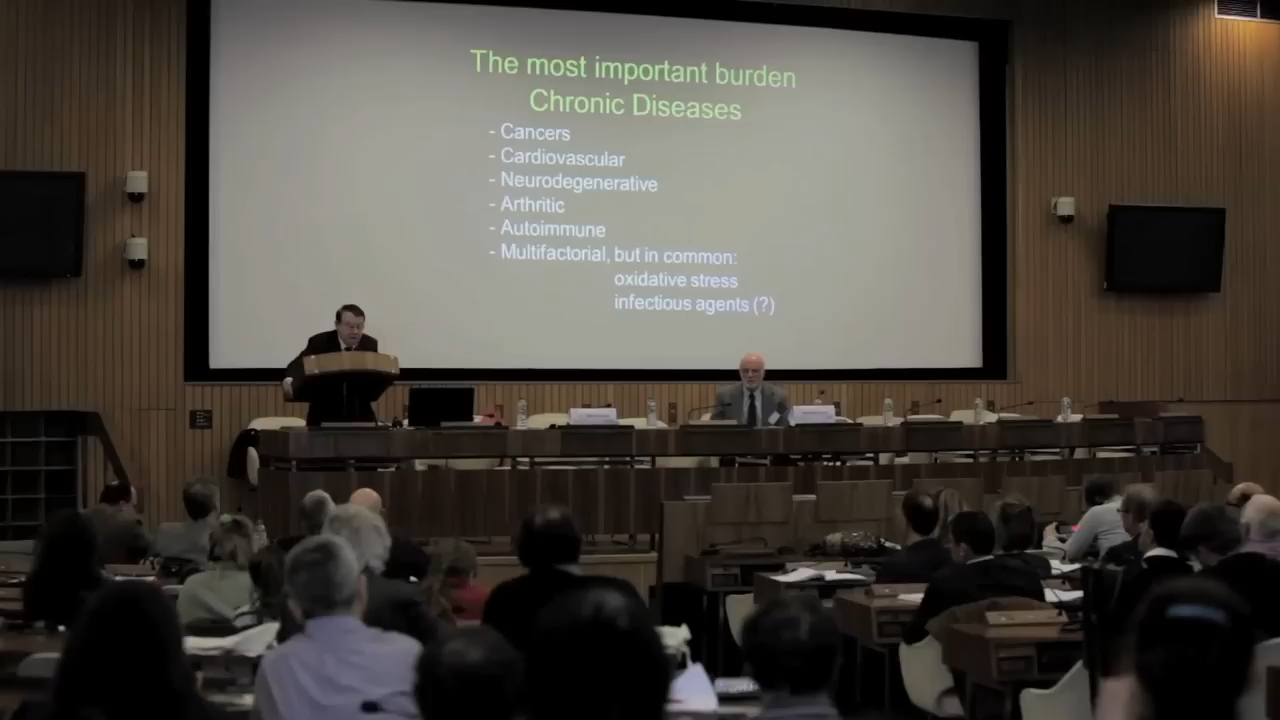 The most important burden
Chronic Diseases
- Cancers
- Cardiovascular
- Neurodegenerative
- Arthritic
- Autoimmune
- Multifactorial, but in common:
oxidative stress
infectious agents (?)